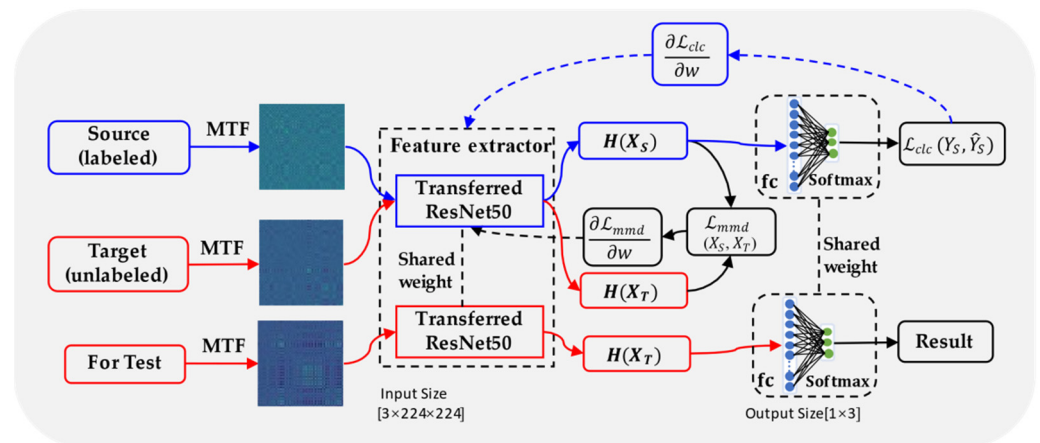 ∂ℒ_clc
∂w
Source
(labeled)
MTF
Feature extractor
H(X_S)
fc
Softmax
ℒ_clc (Y_S, Ŷ_S)
Transferred
ResNet50
Target
(unlabeled)
MTF
Shared
weight
∂ℒ_mmd
∂w
ℒ_mmd
(X_S, X_T)
H(X_T)
Shared
weight
For Test
MTF
Transferred
ResNet50
H(X_T)
fc
Softmax
Result
Input Size
[3×224×224]
Output Size[1×3]